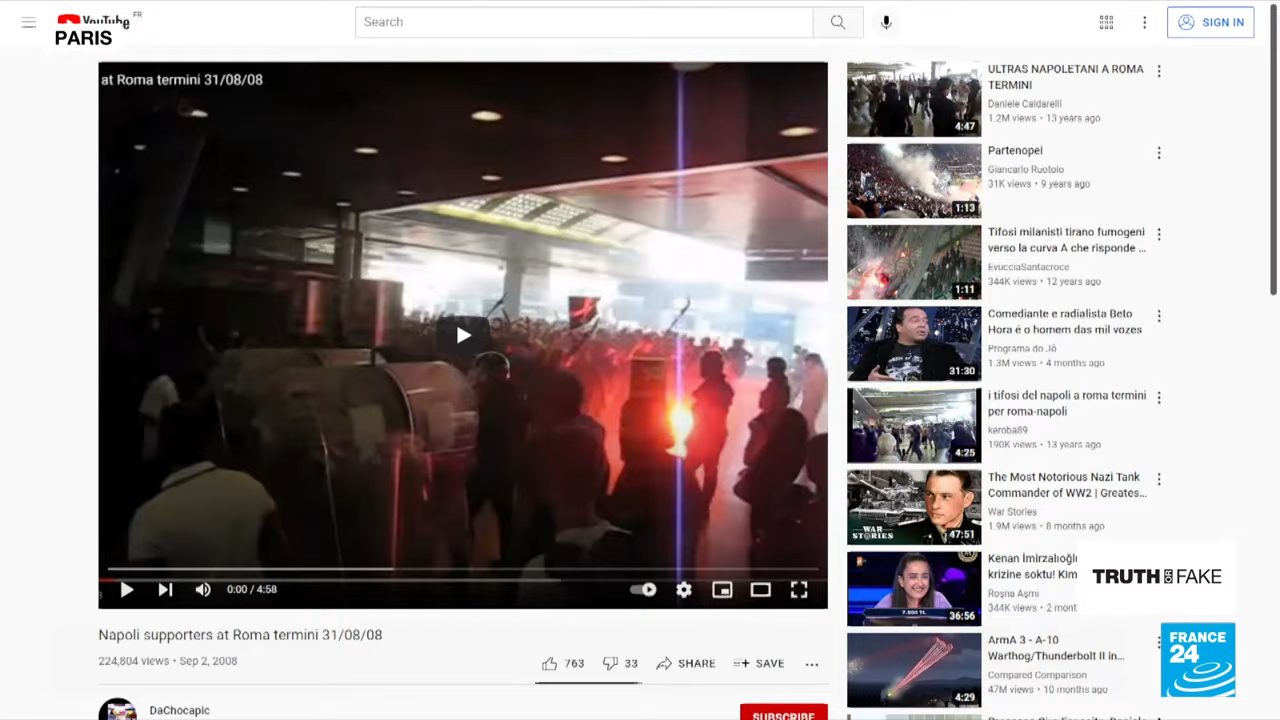 YouTube FR
PARIS
Search
SIGN IN
at Roma termini 31/08/08
0:00 / 4:58
Napoli supporters at Roma termini 31/08/08
224,804 views • Sep 2, 2008
763
33
SHARE
SAVE
DaChocapic
SUBSCRIBE
ULTRAS NAPOLETANI A ROMA
TERMINI
Daniele Caldarelli
1.2M views • 13 years ago
4:47
Partenopei
Giancarlo Ruotolo
31K views • 9 years ago
1:13
Tifosi milanisti tirano fumogeni
verso la curva A che risponde ...
EvucciaSantacroce
344K views • 12 years ago
1:11
Comediante e radialista Beto
Hora é o homem das mil vozes
Programa do Jô
1.3M views • 4 months ago
31:30
i tifosi del napoli a roma termini
per roma-napoli
keroba89
190K views • 13 years ago
4:25
The Most Notorious Nazi Tank
Commander of WW2 | Greates...
War Stories
1.9M views • 8 months ago
WAR
STORIES
47:51
Kenan İmirzalıoğlu
krizine soktu! Kim
Roşna Aşmi
344K views • 2 mont
36:56
ArmA 3 - A-10
Warthog/Thunderbolt II in...
Compared Comparison
47M views • 10 months ago
4:29
TRUTH OR FAKE
FRANCE
24